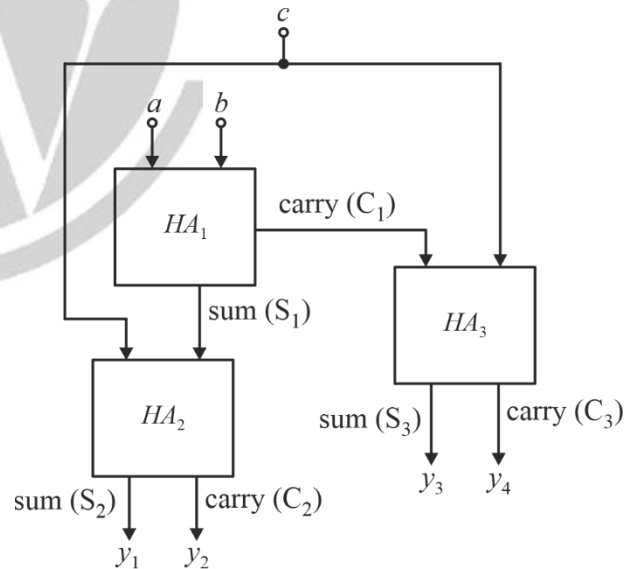 c
a b
HA₁
carry (C₁)
sum (S₁)
HA₃
HA₂
sum (S₃) carry (C₃)
y₃ y₄
sum (S₂) carry (C₂)
y₁ y₂